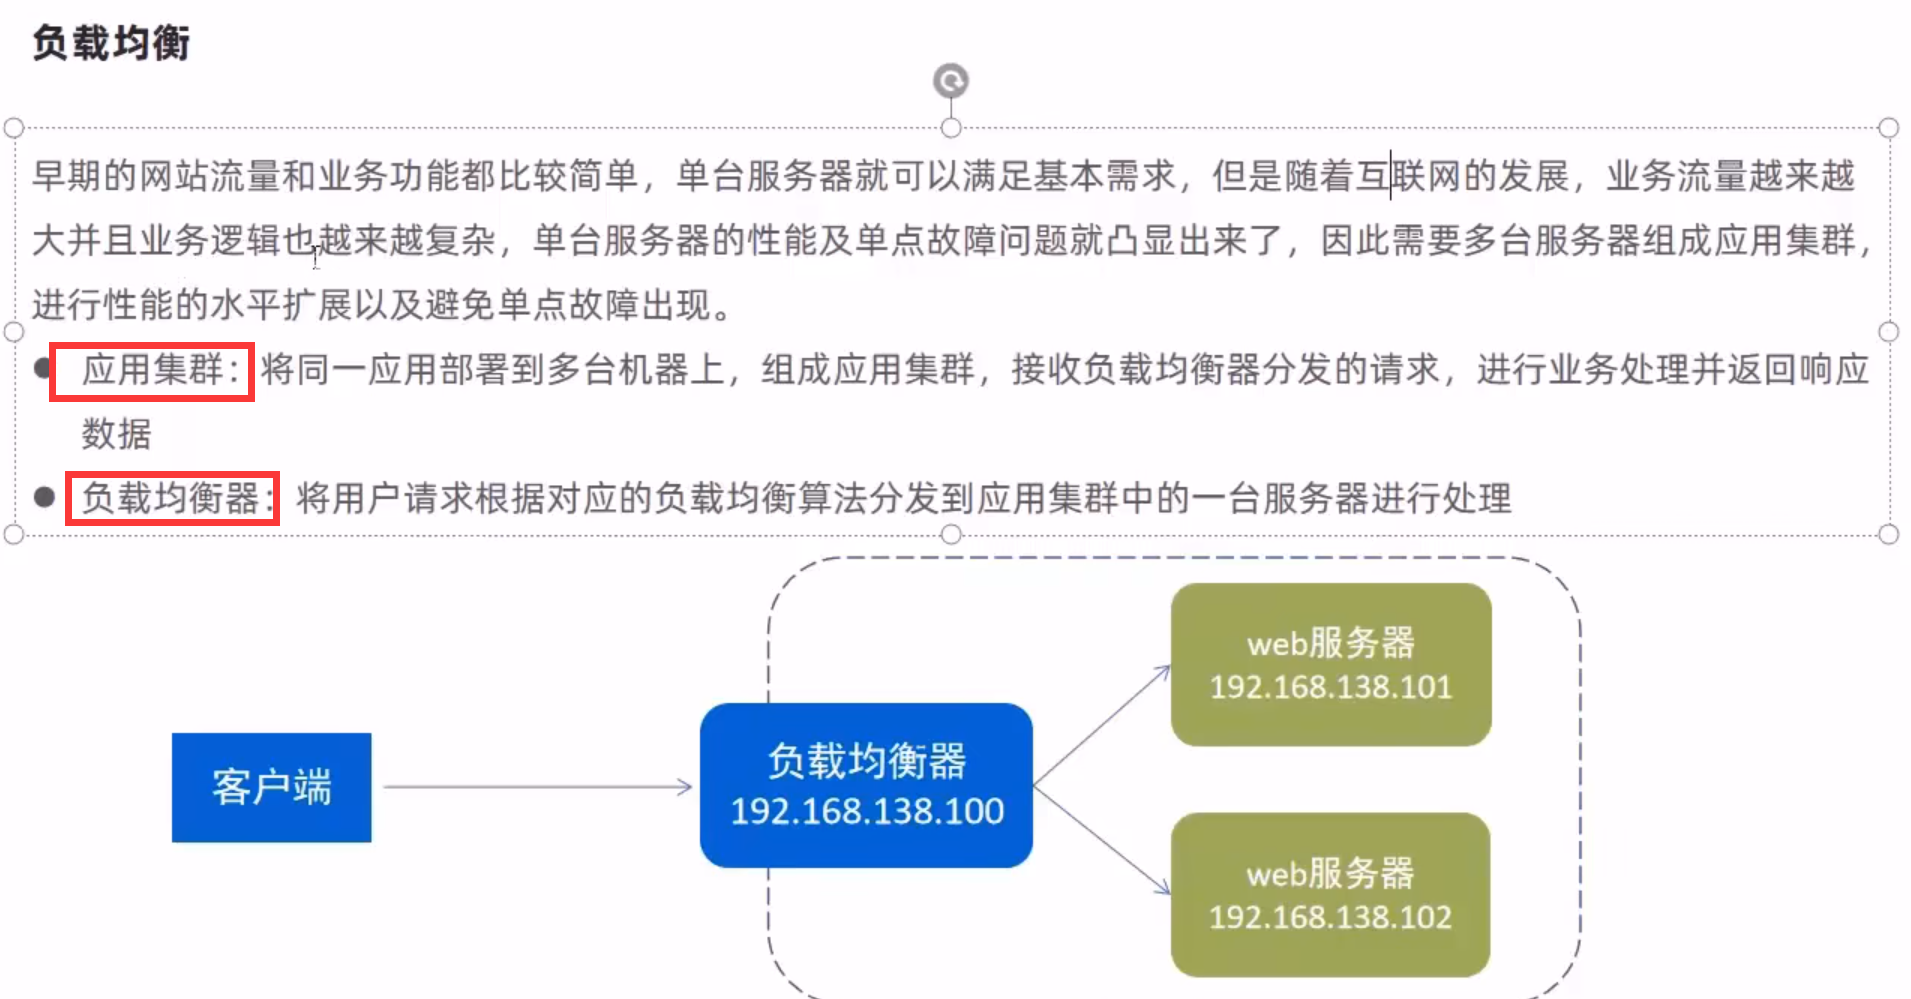 负载均衡
早期的网站流量和业务功能都比较简单，单台服务器就可以满足基本需求，但是随着互联网的发展，业务流量越来越
大并且业务逻辑也越来越复杂，单台服务器的性能及单点故障问题就凸显出来了，因此需要多台服务器组成应用集群，
进行性能的水平扩展以及避免单点故障出现。
应用集群：将同一应用部署到多台机器上，组成应用集群，接收负载均衡器分发的请求，进行业务处理并返回响应
数据
负载均衡器：将用户请求根据对应的负载均衡算法分发到应用集群中的一台服务器进行处理
客户端
负载均衡器
192.168.138.100
web服务器
192.168.138.101
web服务器
192.168.138.102